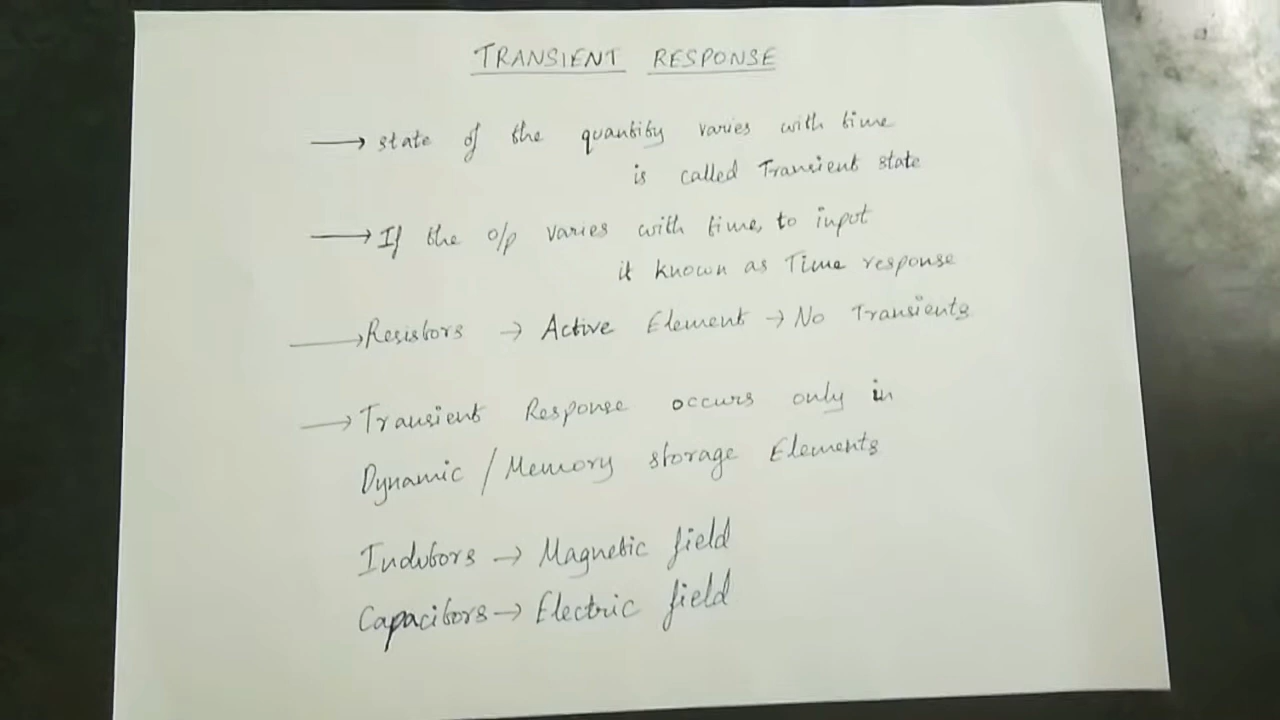 TRANSIENT RESPONSE
→ state of the quantity varies with time
is called Transient state
→ If the o/p varies with time, to input
it known as Time response
→ Resistors → Active Element → No Transients
→ Transient Response occurs only in
Dynamic / Memory storage Elements
Indutors → Magnetic field
Capacitors → Electric field